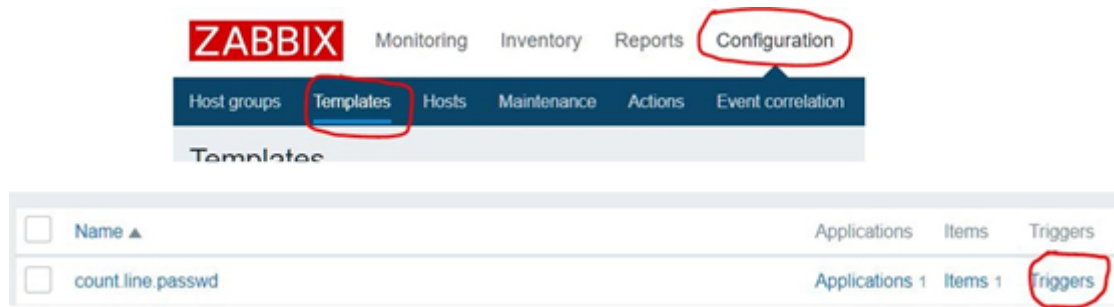 ZABBIX Monitoring Inventory Reports Configuration
Host groups Templates Hosts Maintenance Actions Event correlation
Templates
Name ▲ Applications Items Triggers
count.line.passwd Applications 1 Items 1 Triggers